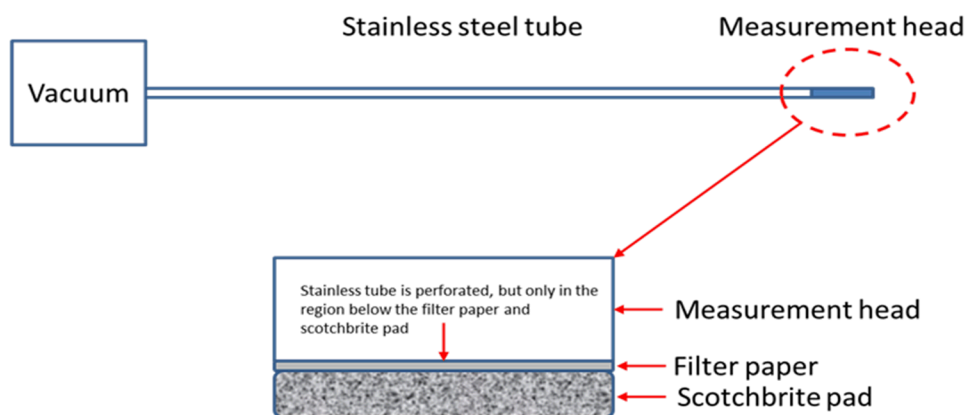 Stainless steel tube
Measurement head
Vacuum
Stainless tube is perforated, but only in the
region below the filter paper and
scotchbrite pad
Measurement head
Filter paper
Scotchbrite pad